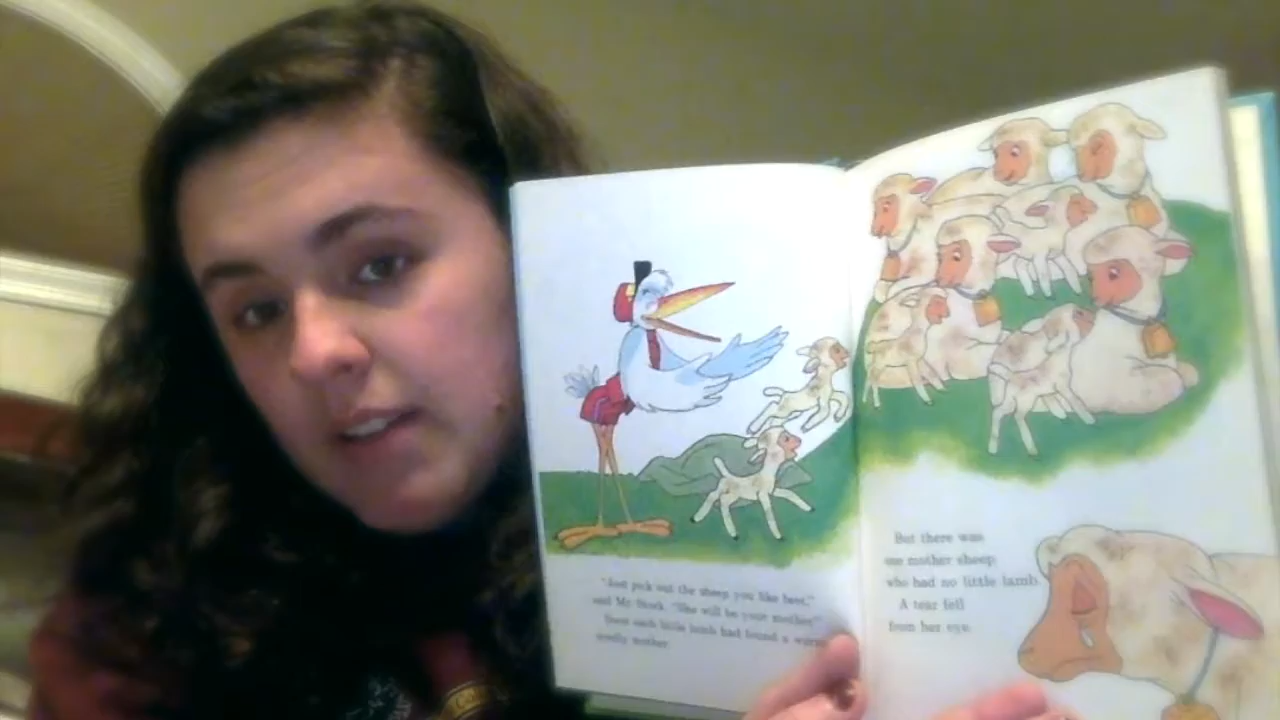 "Just pick out the sheep you like best,"
said Mr. Stork. "She will be your mother."
Soon each little lamb had found a warm
woolly mother.
But there was
one mother sheep
who had no little lamb.
A tear fell
from her eye.